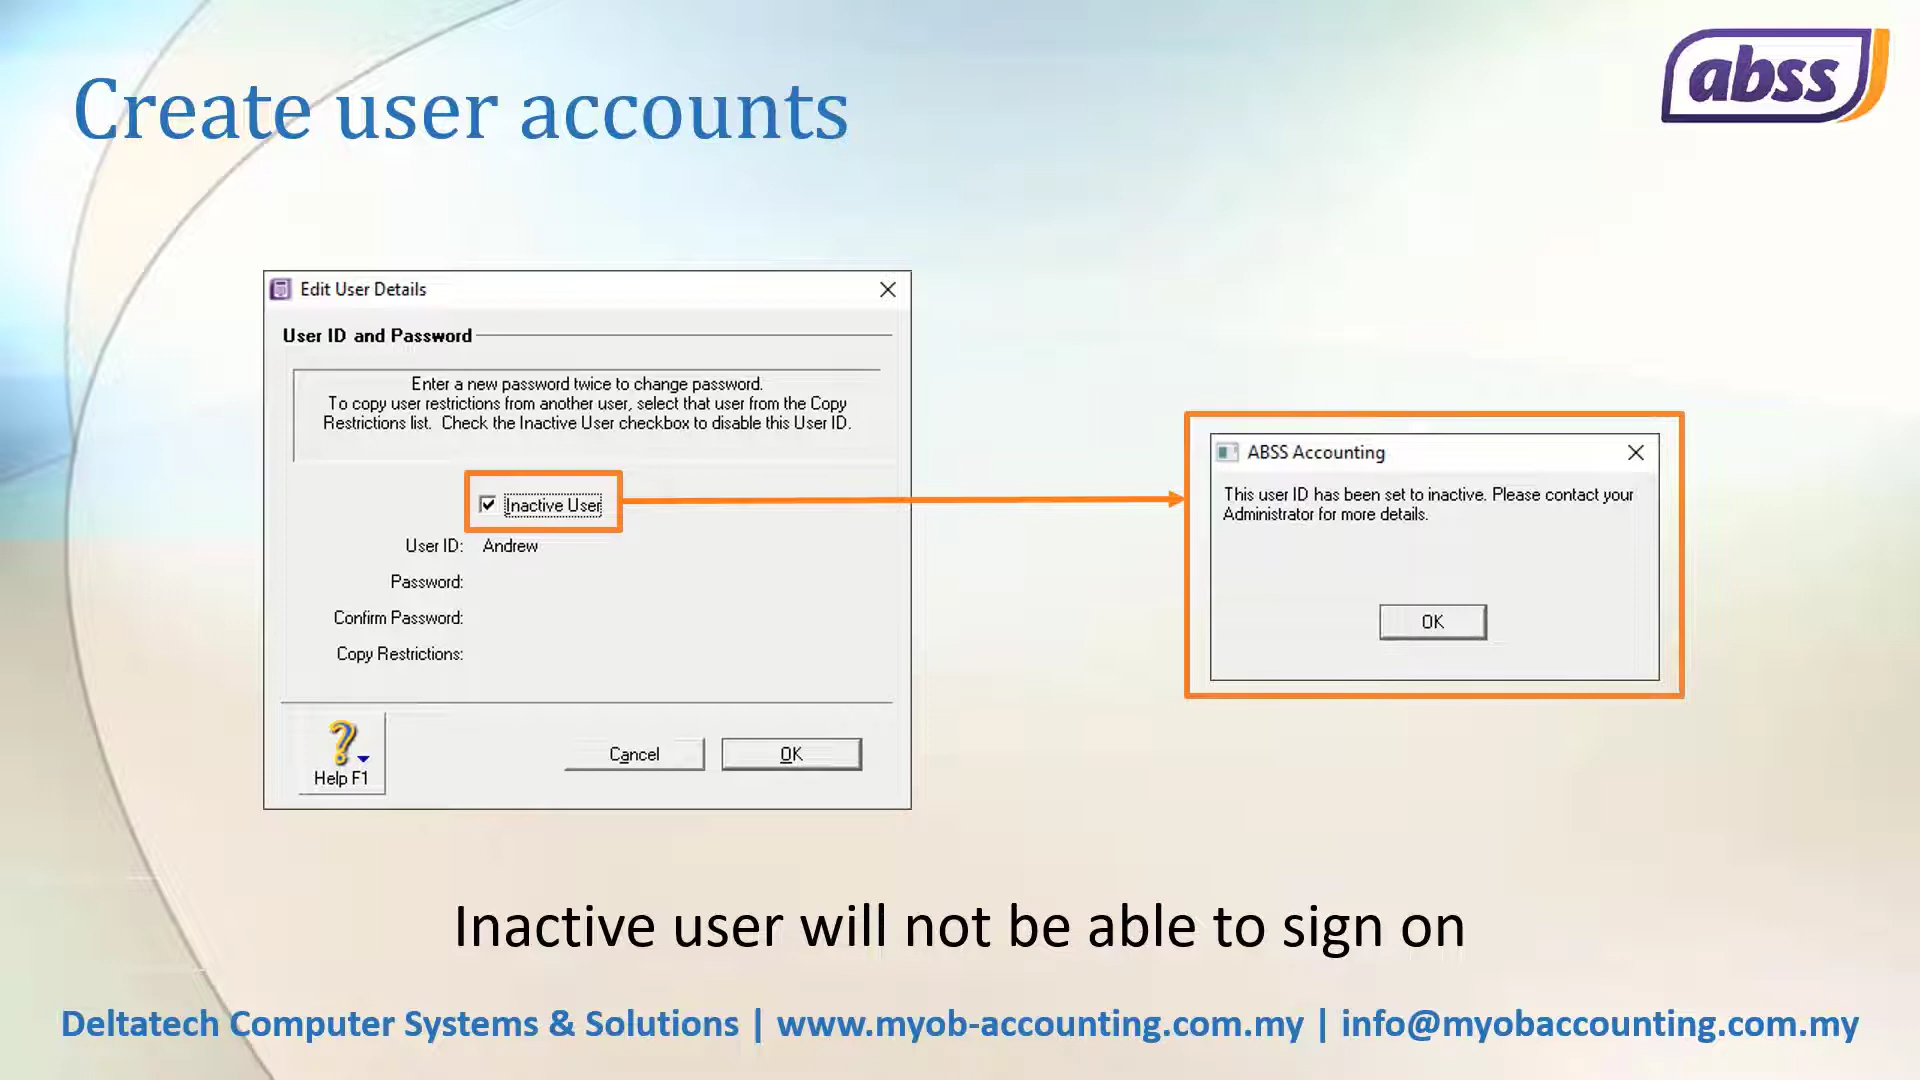 Create user accounts
abss
Edit User Details
User ID and Password
Enter a new password twice to change password.
To copy user restrictions from another user, select that user from the Copy
Restrictions list. Check the Inactive User checkbox to disable this User ID.
Inactive User
User ID: Andrew
Password:
Confirm Password:
Copy Restrictions:
Help F1
Cancel
OK
ABSS Accounting
This user ID has been set to inactive. Please contact your
Administrator for more details.
OK
Inactive user will not be able to sign on
Deltatech Computer Systems & Solutions | www.myob-accounting.com.my | info@myobaccounting.com.my